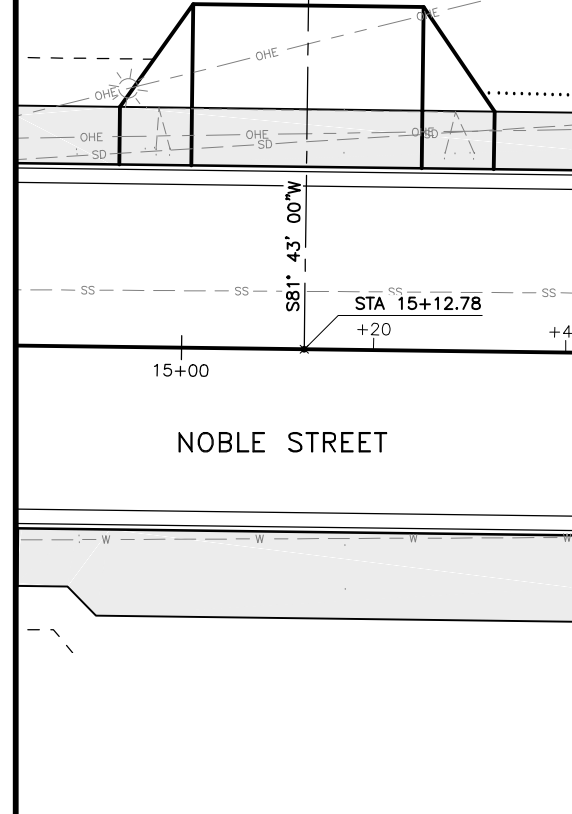 OHE
OHE
OHE
OHE
OHE
OHE
SD
SD
SD
S81° 43' 00"W
SS
SS
SS
SS
STA 15+12.78
+20
+4
15+00
NOBLE STREET
W
W
W
W